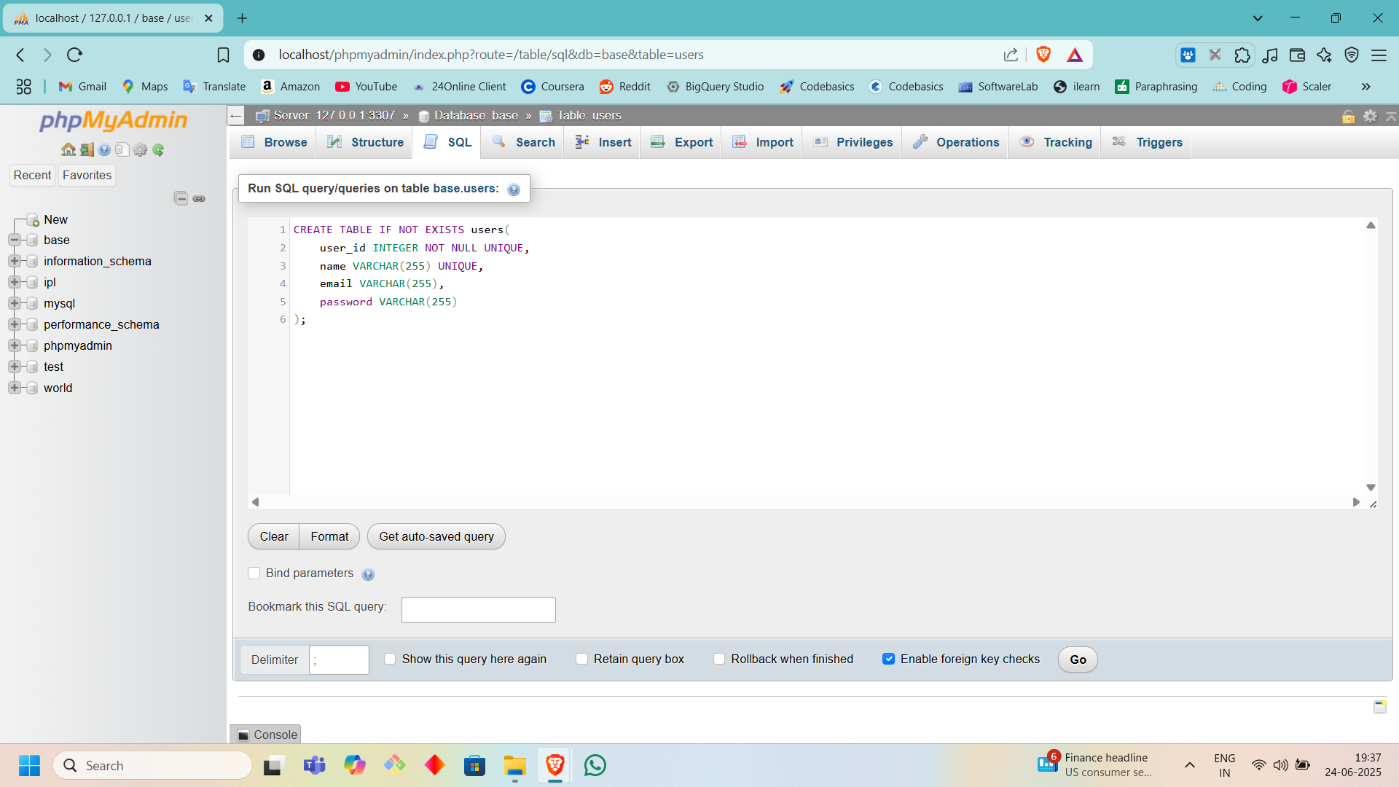 localhost / 127.0.0.1 / base / use
localhost/phpmyadmin/index.php?route=/table/sql&db=base&table=users
Gmail Maps Translate Amazon YouTube 24Online Client Coursera Reddit BigQuery Studio Codebasics Codebasics SoftwareLab ilearn Paraphrasing Coding Scaler »
phpMyAdmin
Recent Favorites
New
base
information_schema
ipl
mysql
performance_schema
phpmyadmin
test
world
Server: 127.0.0.1:3307 » Database: base » Table: users
Browse Structure SQL Search Insert Export Import Privileges Operations Tracking Triggers
Run SQL query/queries on table base.users:
1 CREATE TABLE IF NOT EXISTS users(
2 user_id INTEGER NOT NULL UNIQUE,
3 name VARCHAR(255) UNIQUE,
4 email VARCHAR(255),
5 password VARCHAR(255)
6 );
Clear Format Get auto-saved query
Bind parameters
Bookmark this SQL query:
Delimiter ; Show this query here again Retain query box Rollback when finished Enable foreign key checks Go
Console
Search
6 Finance headline
US consumer se...
ENG
IN
19:37
24-06-2025